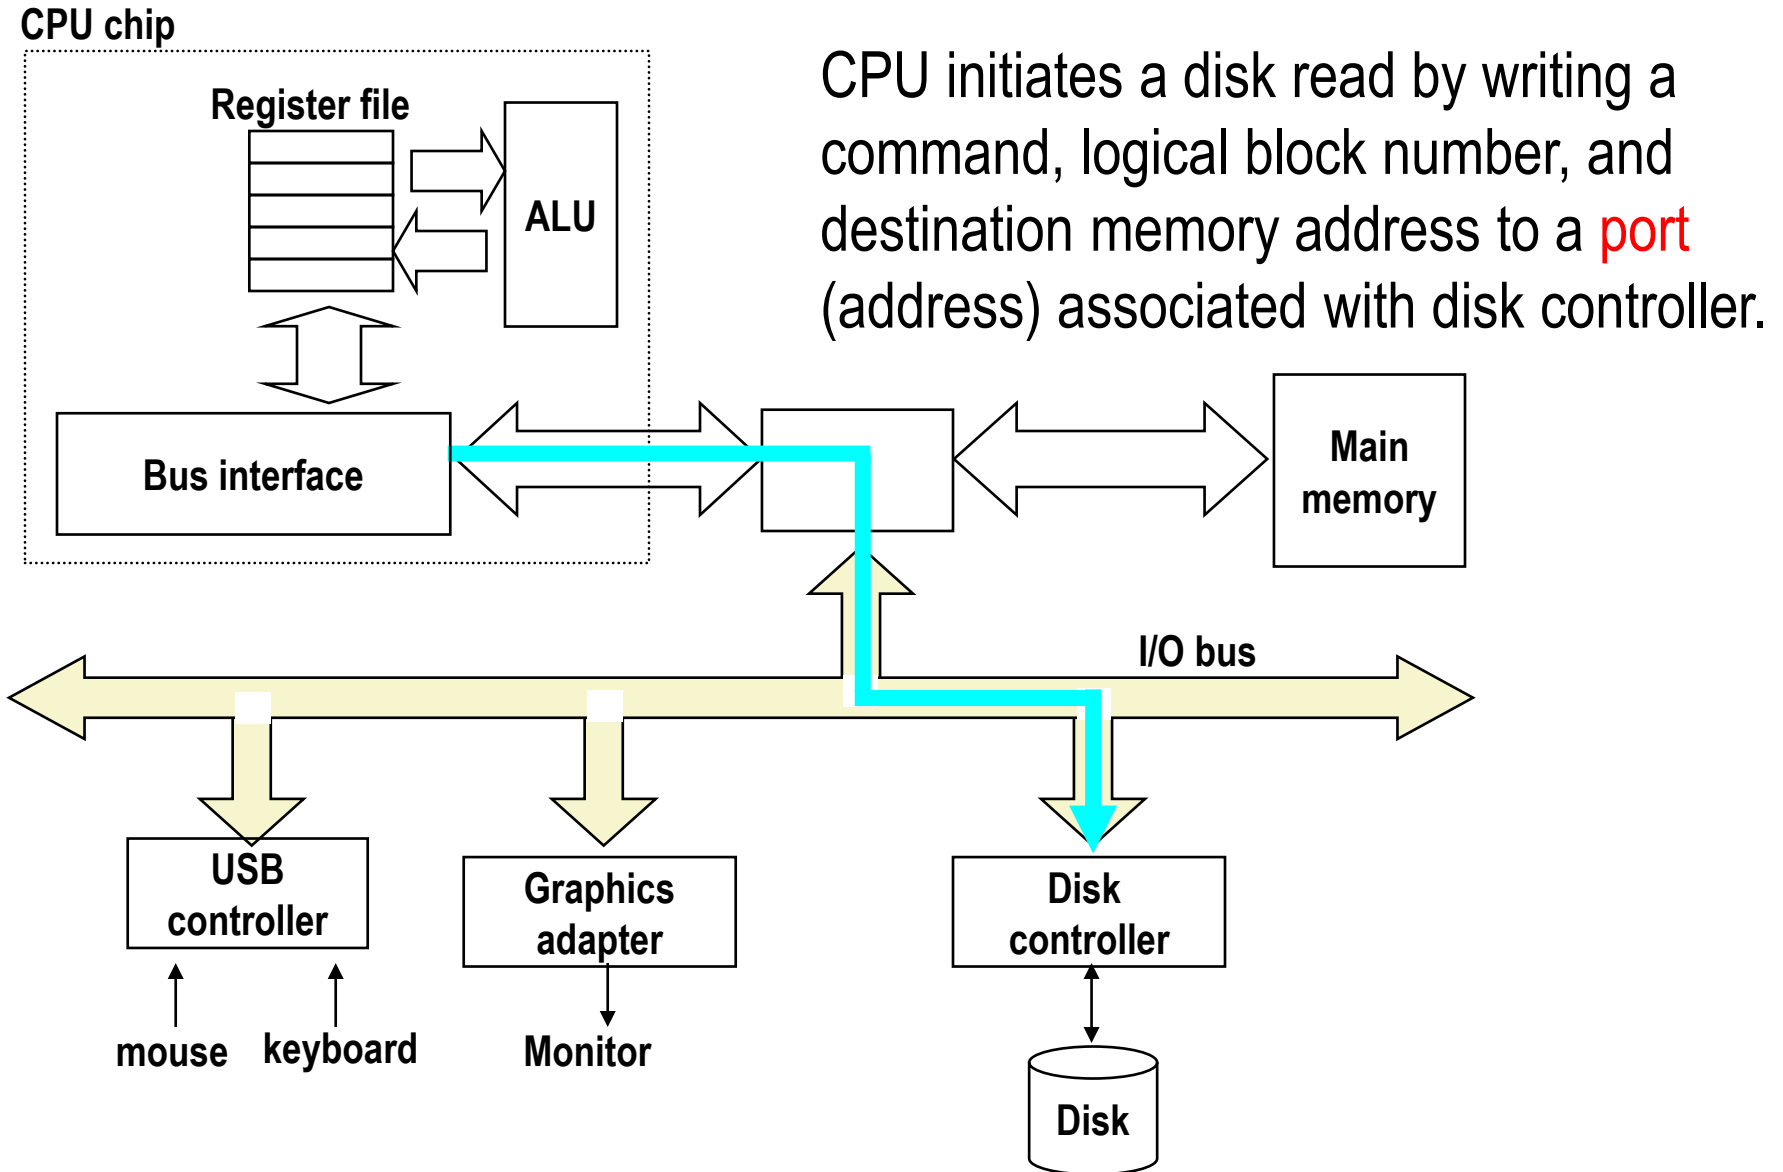 CPU chip
CPU initiates a disk read by writing a
command, logical block number, and
destination memory address to a port
(address) associated with disk controller.
Register file
ALU
Bus interface
Main
memory
I/O bus
USB
controller
Graphics
adapter
Disk
controller
mouse
keyboard
Monitor
Disk